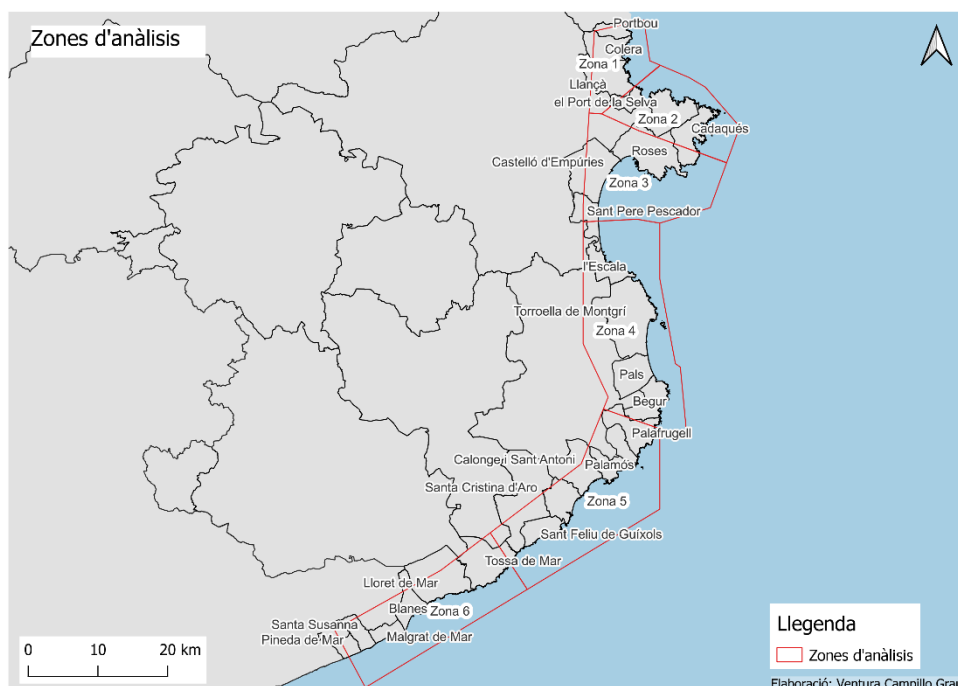 Zones d'anàlisis
Portbou
Colera
Zona 1
Llançà
el Port de la Selva
Zona 2
Cadaqués
Roses
Castelló d'Empúries
Zona 3
Sant Pere Pescador
l'Escala
Torroella de Montgrí
Zona 4
Pals
Begur
Palafrugell
Calonge i Sant Antoni
Palamós
Santa Cristina d'Aro
Zona 5
Sant Feliu de Guíxols
Tossa de Mar
Lloret de Mar
Blanes
Zona 6
Santa Susanna
Pineda de Mar
Malgrat de Mar
0 10 20 km
Llegenda
Zones d'anàlisis
Elaboració: Ventura Campillo Gran